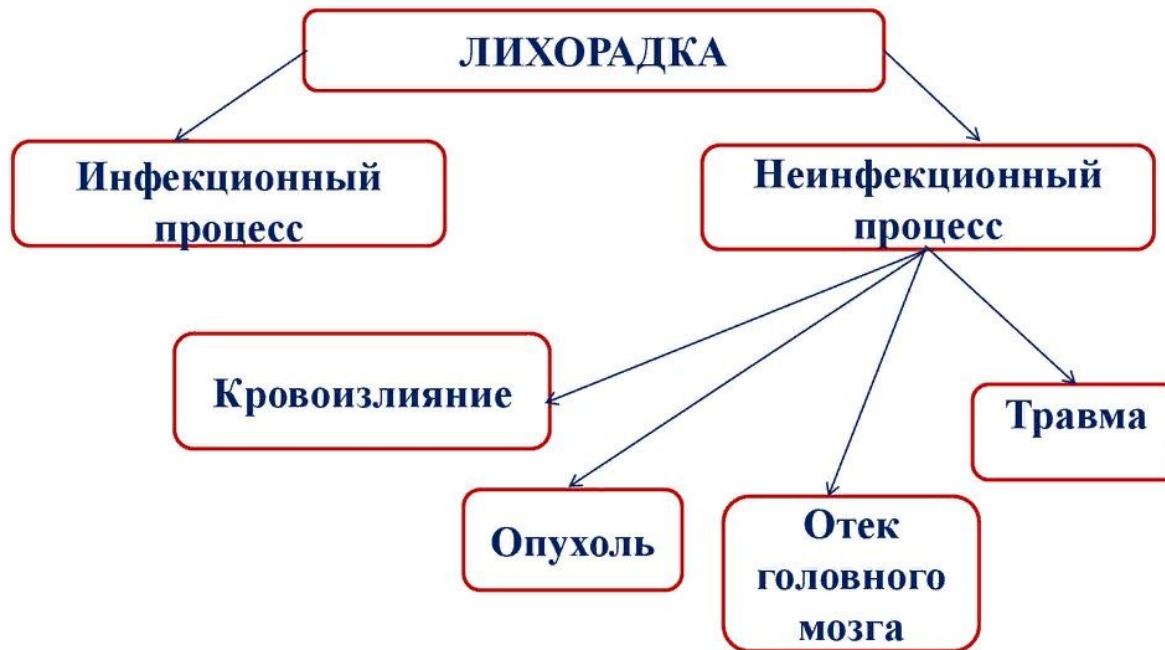 ЛИХОРАДКА
Инфекционный
процесс
Неинфекционный
процесс
Кровоизлияние
Опухоль
Отек
головного
мозга
Травма